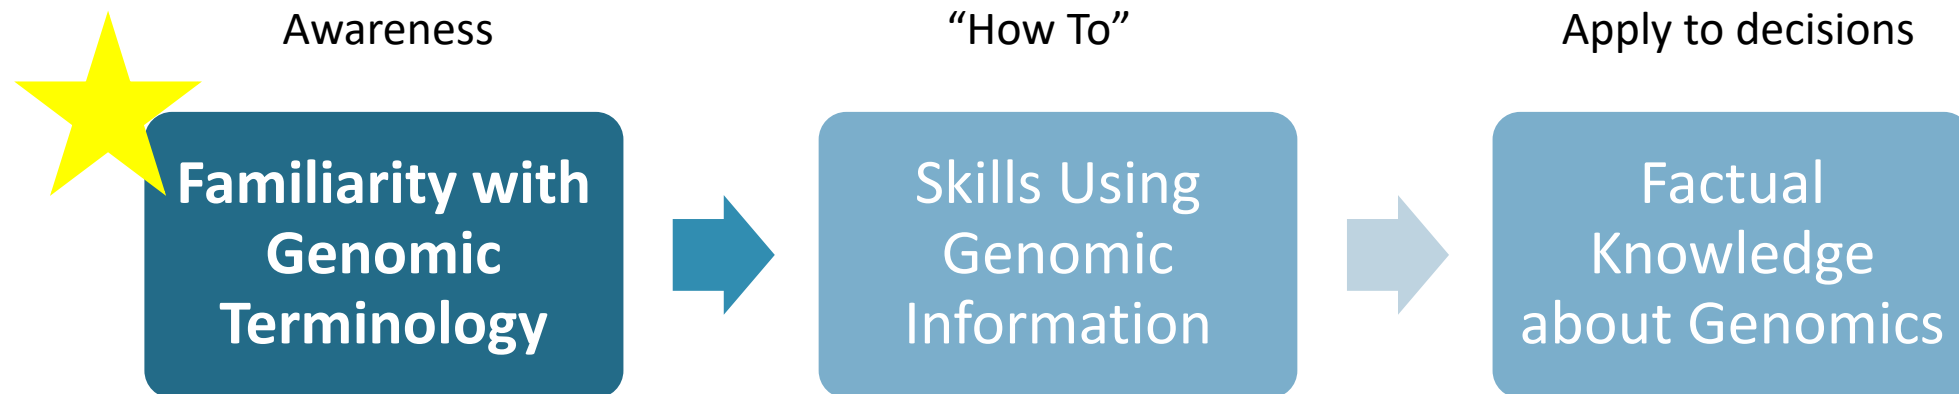 Awareness
“How To”
Apply to decisions
Familiarity with
Genomic
Terminology
Skills Using
Genomic
Information
Factual
Knowledge
about Genomics